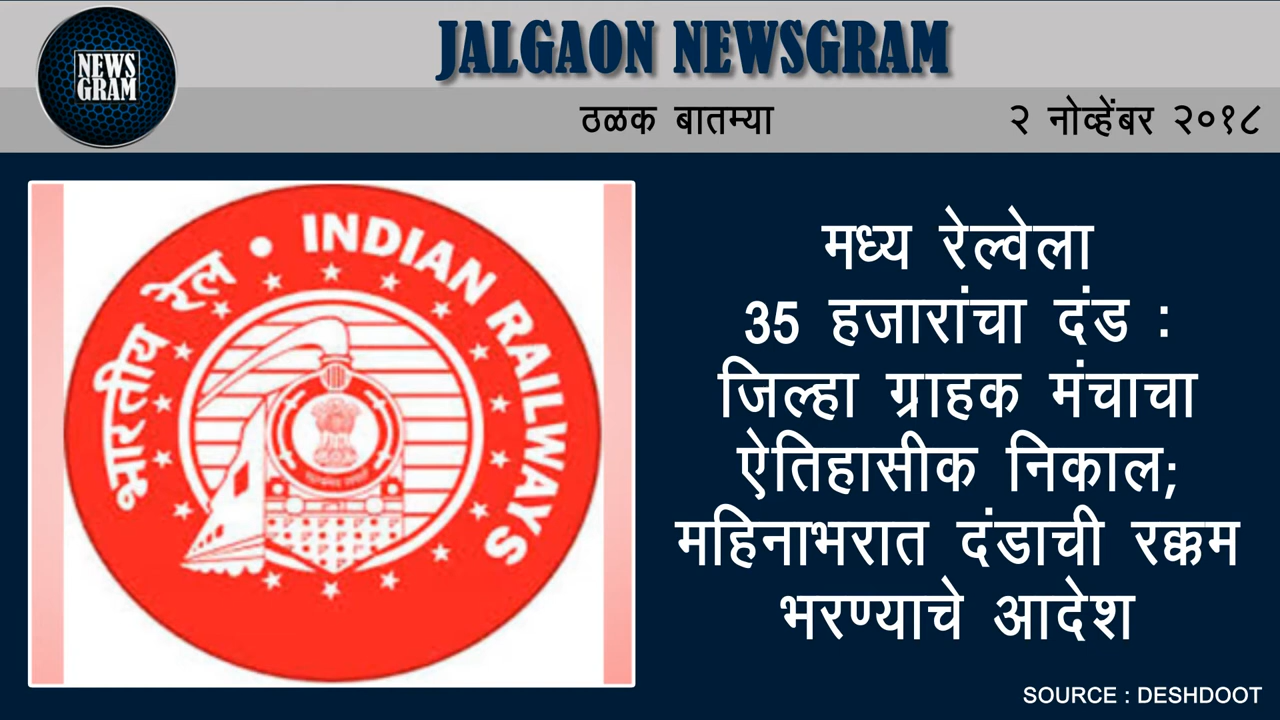 NEWS
GRAM
JALGAON NEWSGRAM
ठळक बातम्या
२ नोव्हेंबर २०१८
भारतीय रेल • INDIAN RAILWAYS
मध्य रेल्वेला
35 हजारांचा दंड :
जिल्हा ग्राहक मंचाचा
ऐतिहासीक निकाल;
महिनाभरात दंडाची रक्कम
भरण्याचे आदेश
SOURCE : DESHDOOT